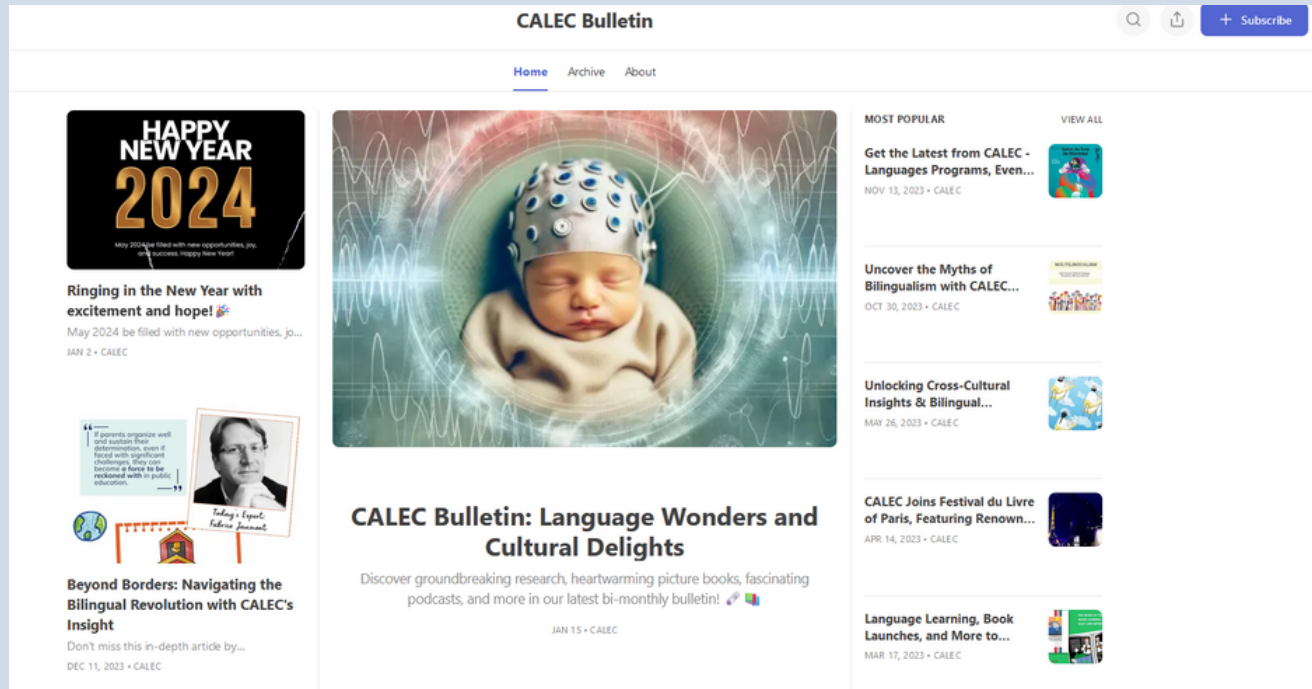 CALEC Bulletin
Subscribe
Home
Archive
About
HAPPY
NEW YEAR
2024
May 2024 be filled with new opportunities, joy,
and success. Happy New Year!
Ringing in the New Year with
excitement and hope!🎉
May 2024 be filled with new opportunities, jo...
JAN 2 • CALEC
If parents organize well
and sustain their
determination, even if
faced with significant
challenges, they can
become a force to be
reckoned with in public
education.
Today's Expert:
Fabrice Jaumont
Beyond Borders: Navigating the
Bilingual Revolution with CALEC's
Insight
Don't miss this in-depth article by...
DEC 11, 2023 • CALEC
CALEC Bulletin: Language Wonders and
Cultural Delights
Discover groundbreaking research, heartwarming picture books, fascinating
podcasts, and more in our latest bi-monthly bulletin!
JAN 15 • CALEC
MOST POPULAR
VIEW ALL
Get the Latest from CALEC -
Languages Programs, Even...
NOV 13, 2023 • CALEC
Uncover the Myths of
Bilingualism with CALEC...
OCT 30, 2023 • CALEC
MULTILINGUALISM
Unlocking Cross-Cultural
Insights & Bilingual...
MAY 26, 2023 • CALEC
CALEC Joins Festival du Livre
of Paris, Featuring Renown...
APR 14, 2023 • CALEC
Language Learning, Book
Launches, and More to...
MAR 17, 2023 • CALEC